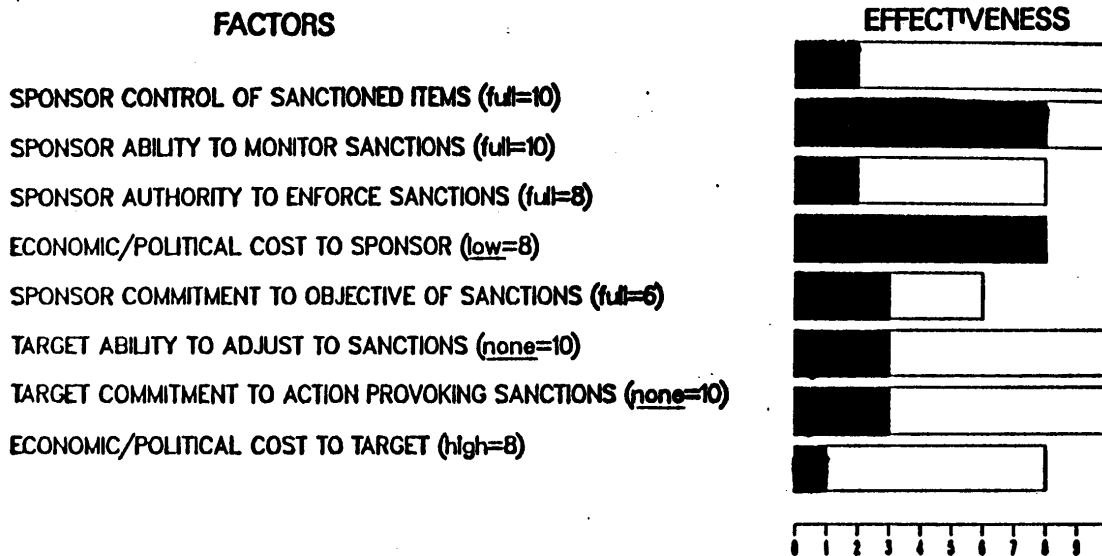 FACTORS
EFFECTIVENESS
SPONSOR CONTROL OF SANCTIONED ITEMS (full=10)
SPONSOR ABILITY TO MONITOR SANCTIONS (full=10)
SPONSOR AUTHORITY TO ENFORCE SANCTIONS (full=8)
ECONOMIC/POLITICAL COST TO SPONSOR (low=8)
SPONSOR COMMITMENT TO OBJECTIVE OF SANCTIONS (full=6)
TARGET ABILITY TO ADJUST TO SANCTIONS (none=10)
TARGET COMMITMENT TO ACTION PROVOKING SANCTIONS (none=10)
ECONOMIC/POLITICAL COST TO TARGET (high=8)
0 1 2 3 4 5 6 7 8 9